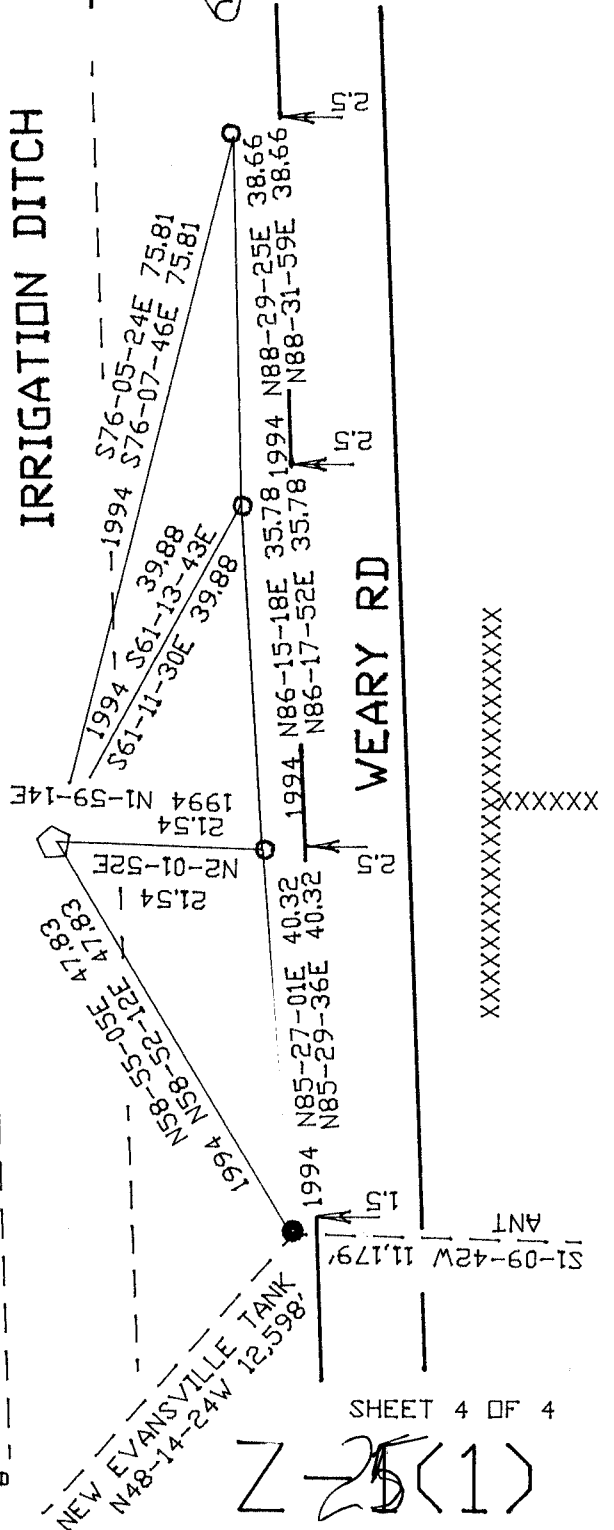 IRRIGATION DITCH
S76-05-24E 75.81
1994 S76-07-46E 75.81
39.88
1994 S61-13-43E
S61-11-30E 39.88
1994 N1-59-14E
21.54
N2-01-52E
21.54
N58-55-05E 47.83
1994 N58-52-12E 47.83
1994 N88-29-25E 38.66
N88-31-59E 38.66
1994 N86-15-18E 35.78
N86-17-52E 35.78
1994 N85-27-01E 40.32
N85-29-36E 40.32
2.5
2.5
2.5
1.5
WEARY RD
XXXXXXXXXXXXXXXXXXXXXXXX
XXXXXX
S1-09-42W 11,179'
ANT
NEW EVANSVILLE TANK
N48-14-24W 12,598'
SHEET 4 OF 4
Z-25(1)